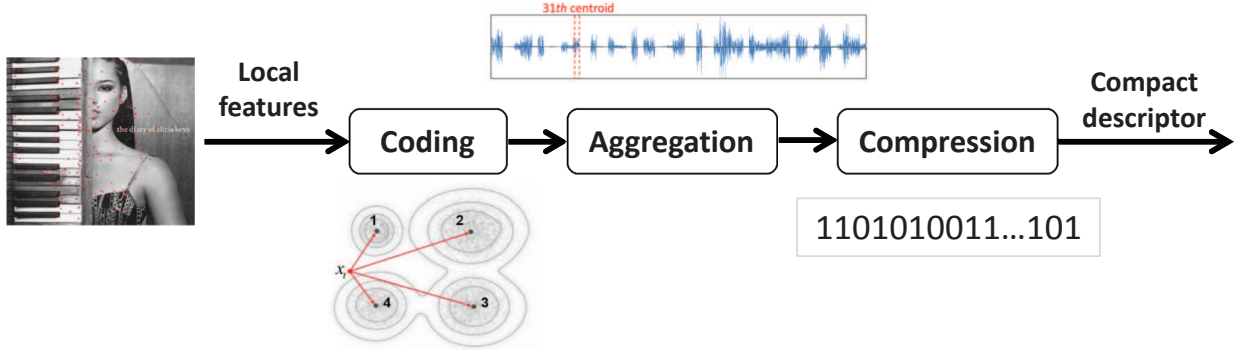 31th centroid
Local
features
the diary of alicia keys
Coding
Aggregation
Compression
Compact
descriptor
1
2
x_t
4
3
1101010011...101